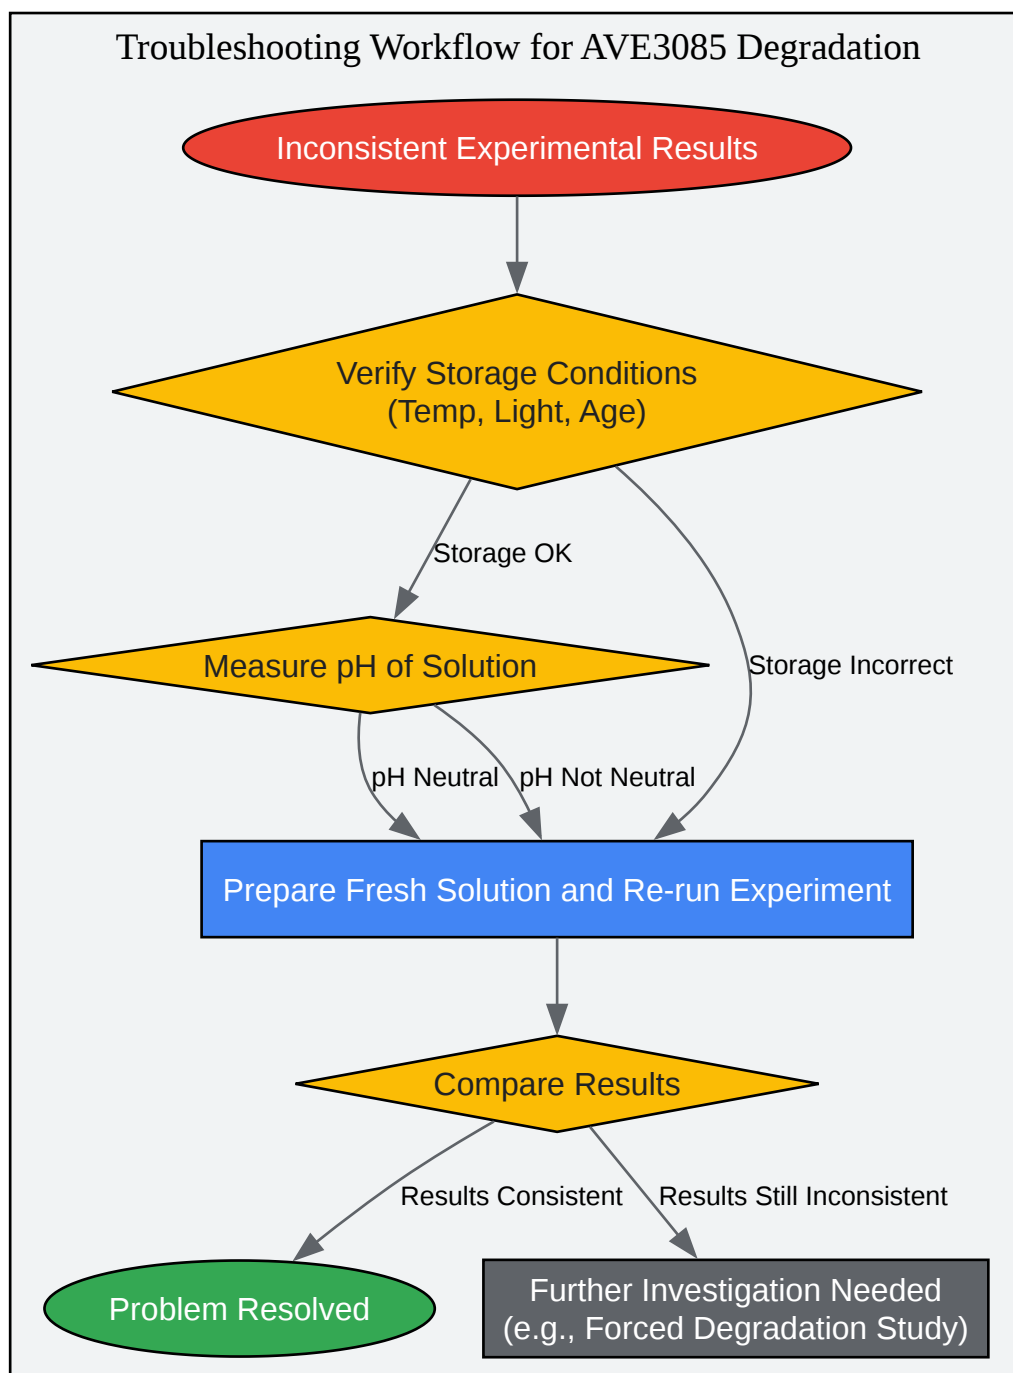 Troubleshooting Workflow for AVE3085 Degradation
Inconsistent Experimental Results
Verify Storage Conditions
(Temp, Light, Age)
Storage OK
Measure pH of Solution
Storage Incorrect
pH Neutral
pH Not Neutral
Prepare Fresh Solution and Re-run Experiment
Compare Results
Results Consistent
Results Still Inconsistent
Problem Resolved
Further Investigation Needed
(e.g., Forced Degradation Study)